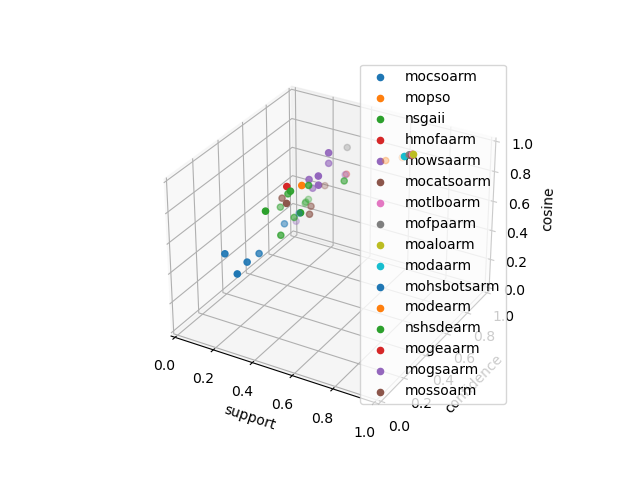 mocsoarm
mopso
nsgaii
hmofaarm
mowsaarm
mocatsoarm
motlboarm
mofpaarm
moaloarm
modaarm
mohsbotsarm
modearm
nshsdearm
mogeaarm
mogsaarm
mossoarm
1.0
0.8
0.6
0.4
0.2
0.0
cosine
1.0
0.8
0.6
0.4
0.2
0.0
confidence
0.0
0.2
0.4
0.6
0.8
1.0
support